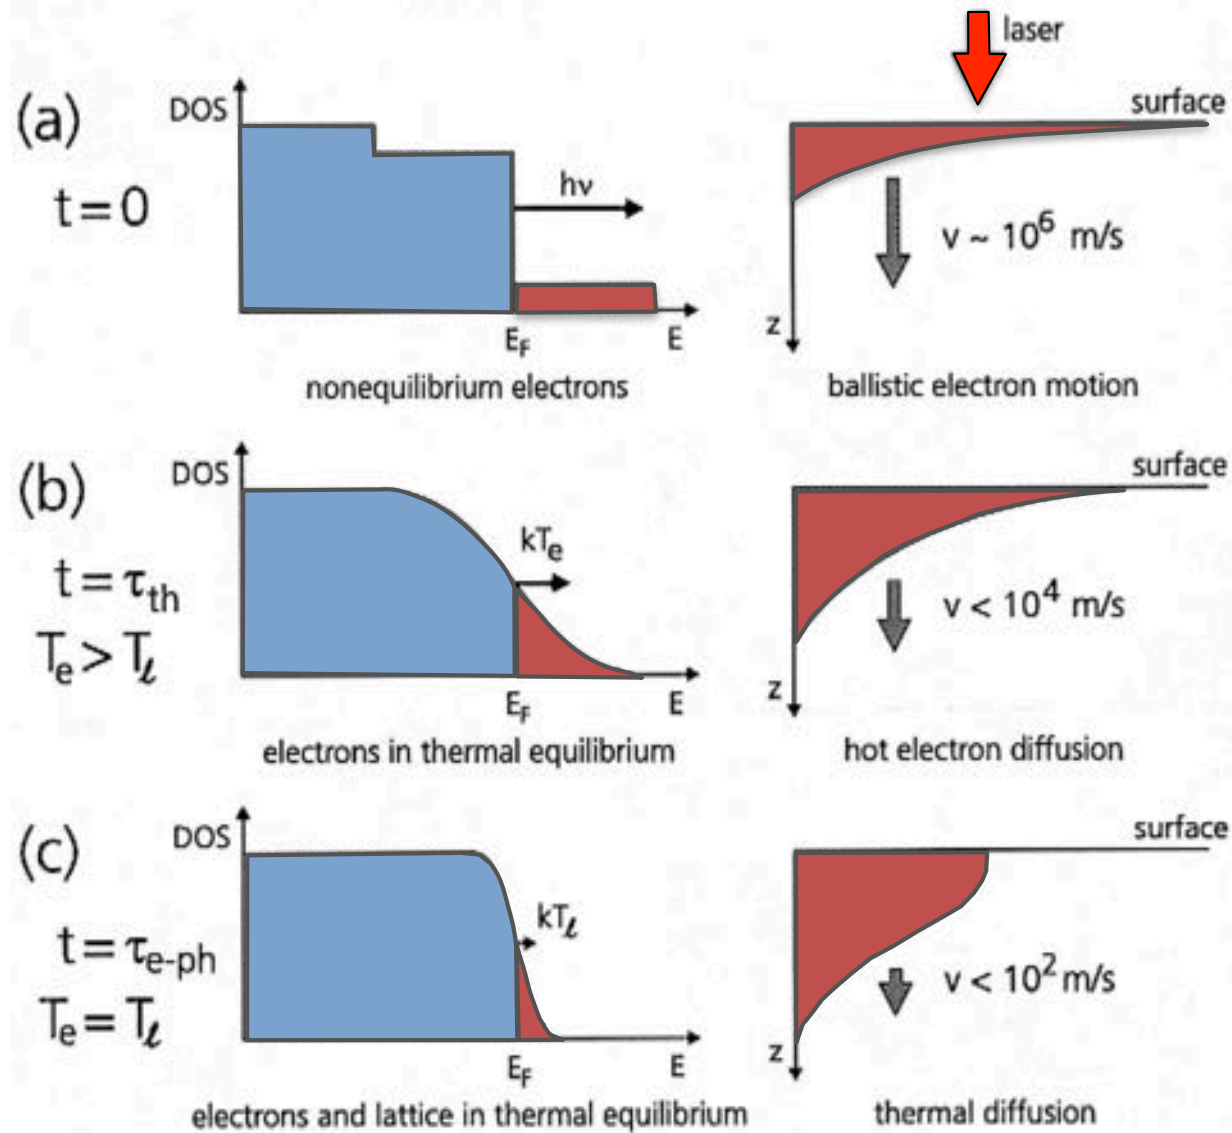 laser
(a)
DOS
surface
t=0
hν
v ~ 10⁶ m/s
z
E_F
E
nonequilibrium electrons
ballistic electron motion
(b)
DOS
surface
t=τ_th
kT_e
v < 10⁴ m/s
T_e > T_ℓ
z
E_F
E
electrons in thermal equilibrium
hot electron diffusion
(c)
DOS
surface
t=τ_e-ph
kT_ℓ
v < 10² m/s
T_e = T_ℓ
z
E_F
E
electrons and lattice in thermal equilibrium
thermal diffusion